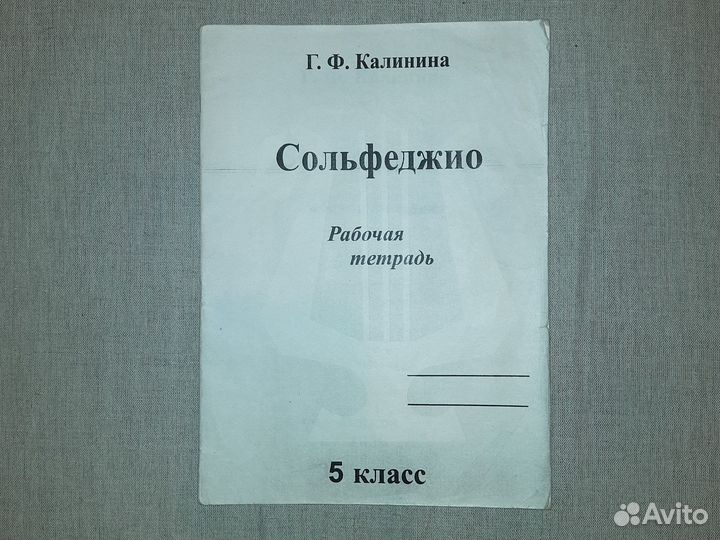 Г. Ф. Калинина
Сольфеджио
Рабочая
тетрадь
5 класс
Avito